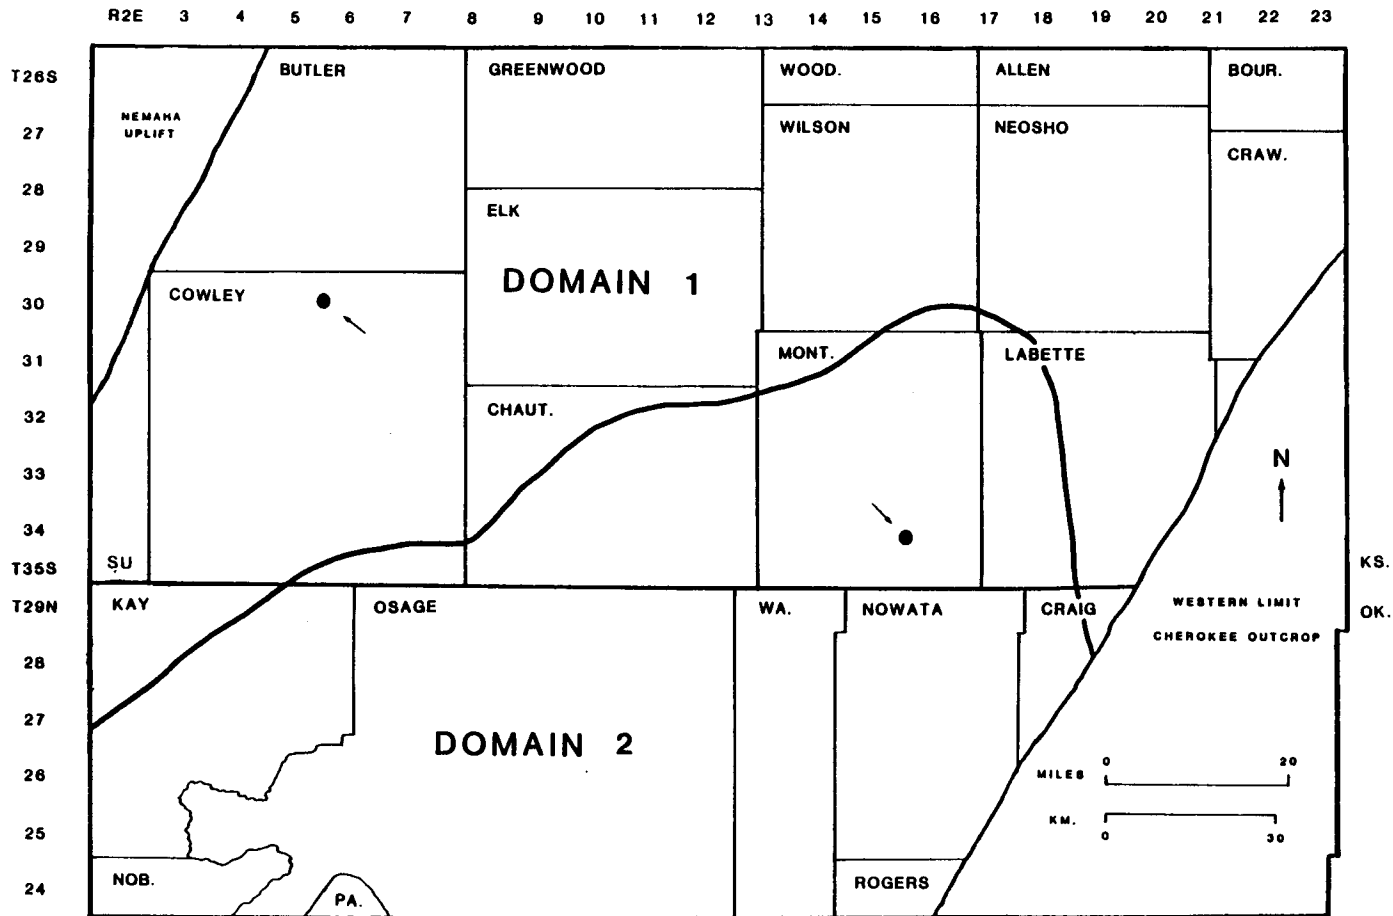 R2E 3 4 5 6 7 8 9 10 11 12 13 14 15 16 17 18 19 20 21 22 23
T26S
27
28
29
30
31
32
33
34
T35S
T29N
28
27
26
25
24
NEMAHA
UPLIFT
BUTLER
GREENWOOD
WOOD.
ALLEN
BOUR.
WILSON
NEOSHO
CRAW.
ELK
DOMAIN 1
COWLEY
MONT.
LABETTE
CHAUT.
N
SU
KS.
KAY
OSAGE
WA.
NOWATA
CRAIG
WESTERN LIMIT
CHEROKEE OUTCROP
OK.
DOMAIN 2
MILES
0 20
KM.
0 30
NOB.
PA.
ROGERS